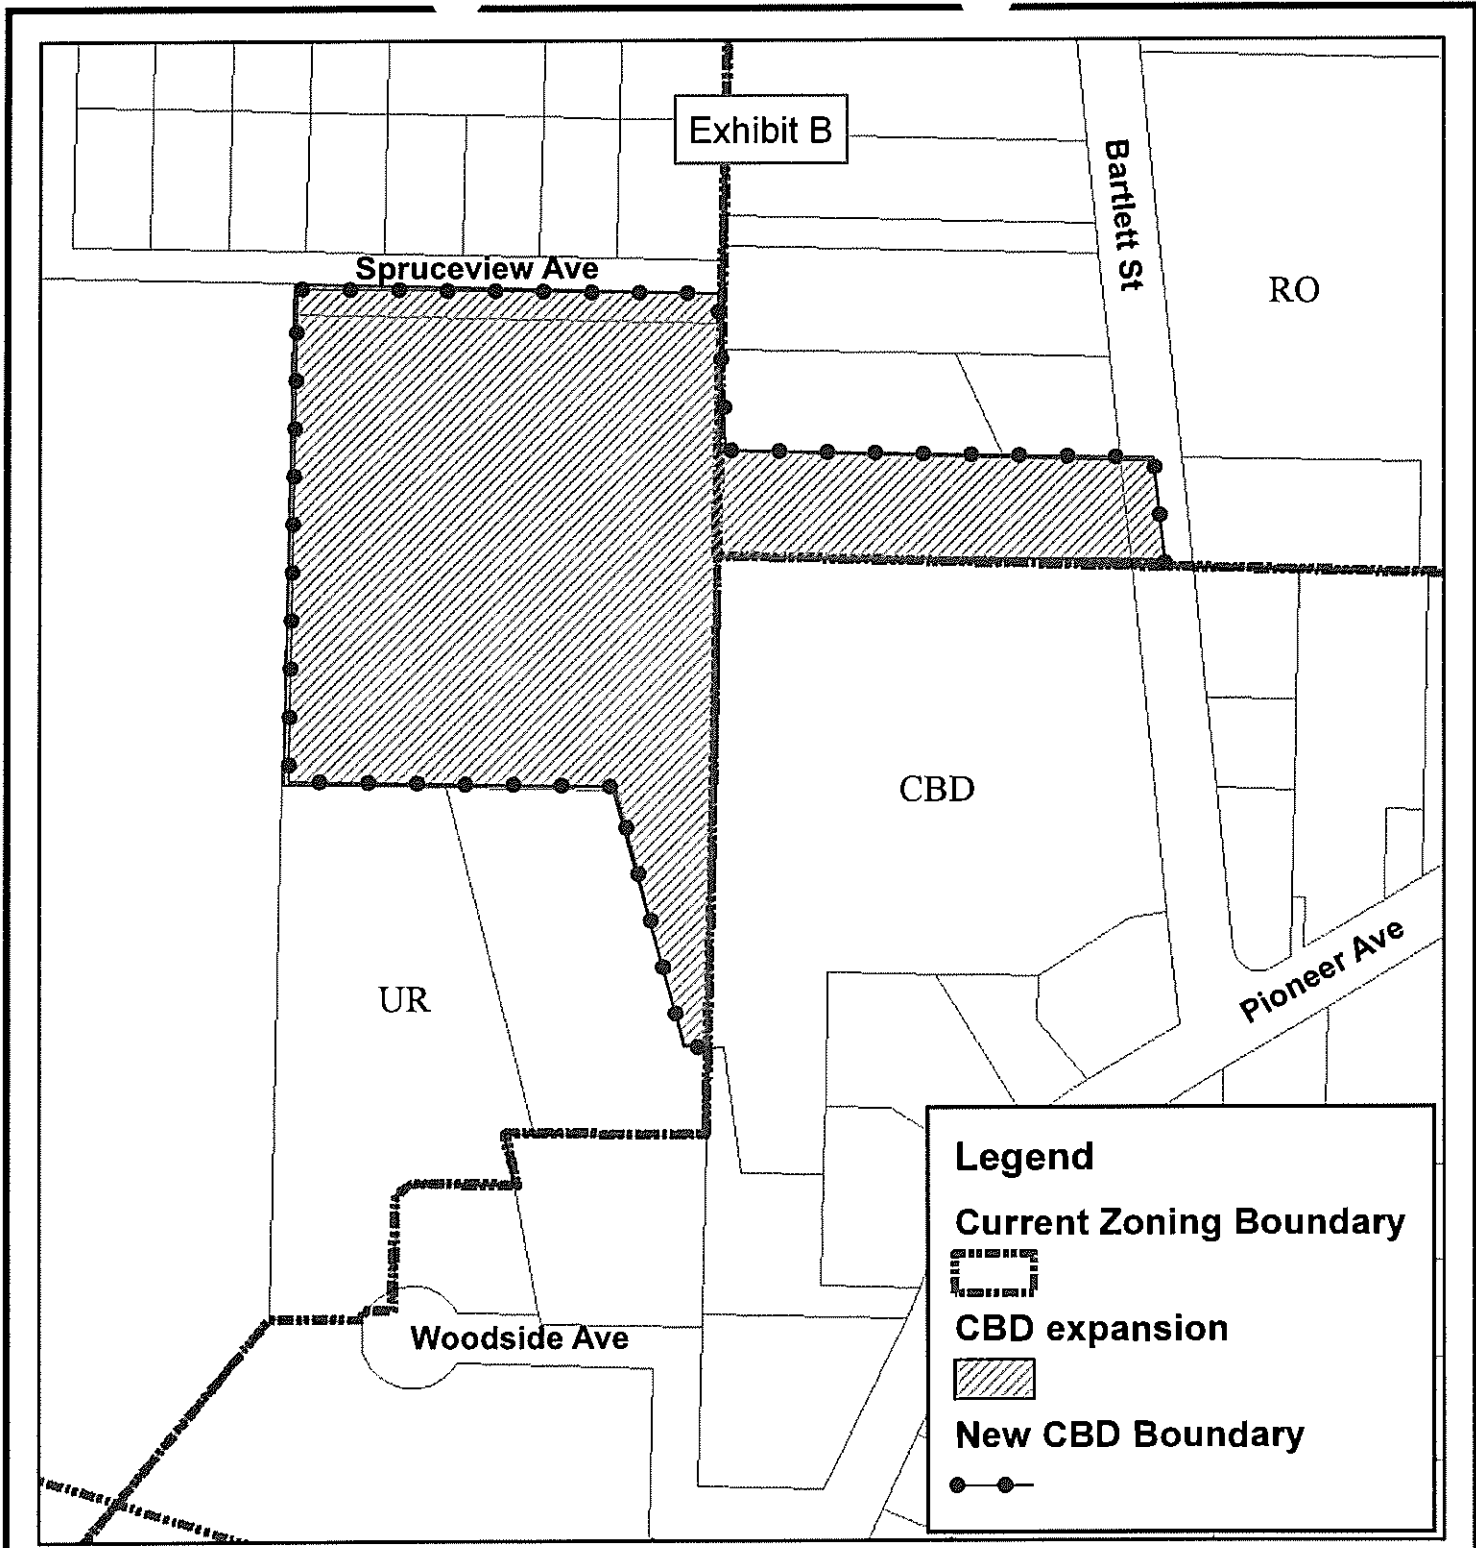 Exhibit B
Bartlett St
Spruceview Ave
RO
CBD
UR
Pioneer Ave
Woodside Ave
Legend
Current Zoning Boundary
CBD expansion
New CBD Boundary